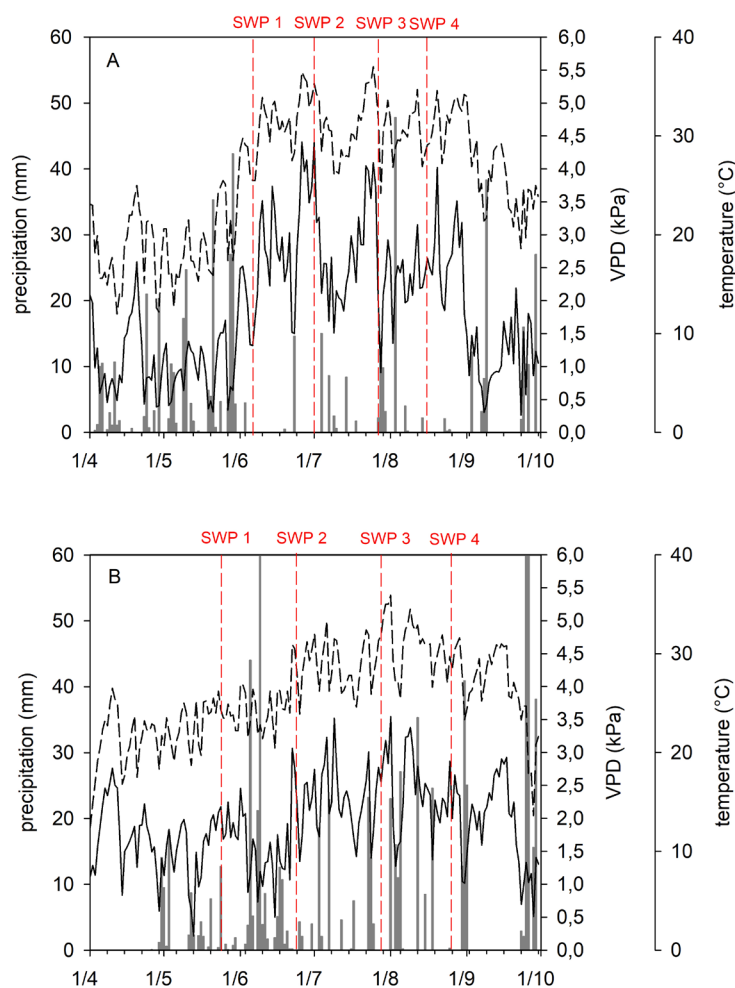 SWP 1 SWP 2 SWP 3 SWP 4
A
60 6,0 40
5,5
50 5,0
4,5
30
40 4,0
3,5
30 3,0 20
2,5
20 2,0
1,5
10
10 1,0
0,5
0 0,0 0
precipitation (mm)
VPD (kPa)
temperature (°C)
1/4 1/5 1/6 1/7 1/8 1/9 1/10
SWP 1 SWP 2 SWP 3 SWP 4
B
60 6,0 40
5,5
50 5,0
4,5
30
40 4,0
3,5
30 3,0 20
2,5
20 2,0
1,5
10
10 1,0
0,5
0 0,0 0
precipitation (mm)
VPD (kPa)
temperature (°C)
1/4 1/5 1/6 1/7 1/8 1/9 1/10